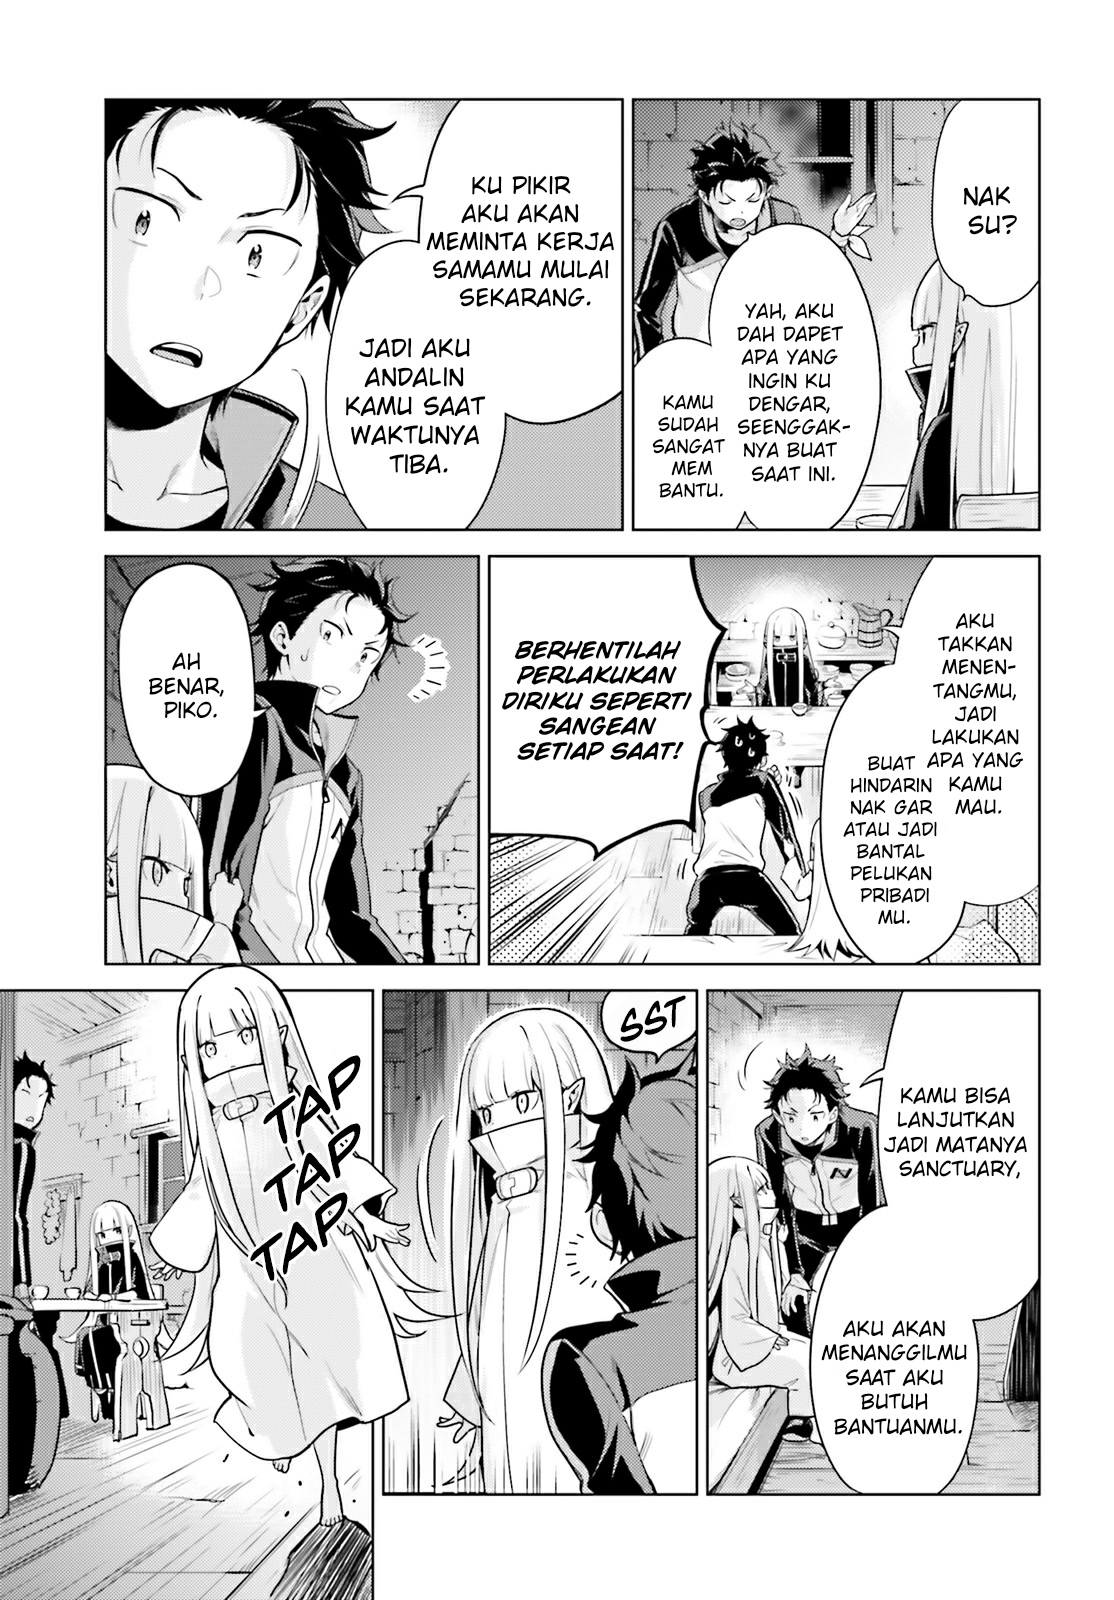 NAK
SU?
YAH, AKU
DAH DAPET
APA YANG
INGIN KU
DENGAR,
SEENGGAK-
NYA BUAT
SAAT INI.
KAMU
SUDAH
SANGAT
MEM
BANTU.
KU PIKIR
AKU AKAN
MEMINTA KERJA
SAMAMU MULAI
SEKARANG.
JADI AKU
ANDALIN
KAMU SAAT
WAKTUNYA
TIBA.
AKU
TAKKAN
MENEN-
TANGMU,
JADI
LAKUKAN
APA YANG
KAMU
MAU.
BUAT
HINDARIN
NAK GAR
ATAU JADI
BANTAL
PELUKAN
PRIBADI
MU.
BERHENTILAH
PERLAKUKAN
DIRIKU SEPERTI
SANGEAN
SETIAP SAAT!
AH
BENAR,
PIKO.
KAMU BISA
LANJUTKAN
JADI MATANYA
SANCTUARY,
AKU AKAN
MENANGGILMU
SAAT AKU
BUTUH
BANTUANMU.
SST
TAP
TAP
TAP